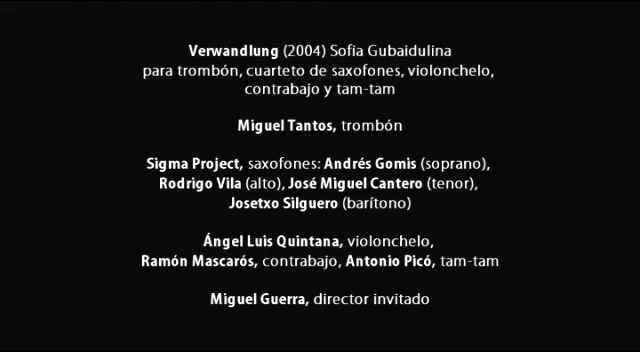 Verwandlung (2004) Sofia Gubaidulina
para trombón, cuarteto de saxofones, violonchelo,
contrabajo y tam-tam
Miguel Tantos, trombón
Sigma Project, saxofones: Andrés Gomis (soprano),
Rodrigo Vila (alto), José Miguel Cantero (tenor),
Josetxo Silguero (barítono)
Ángel Luis Quintana, violonchelo,
Ramón Mascarós, contrabajo, Antonio Picó, tam-tam
Miguel Guerra, director invitado